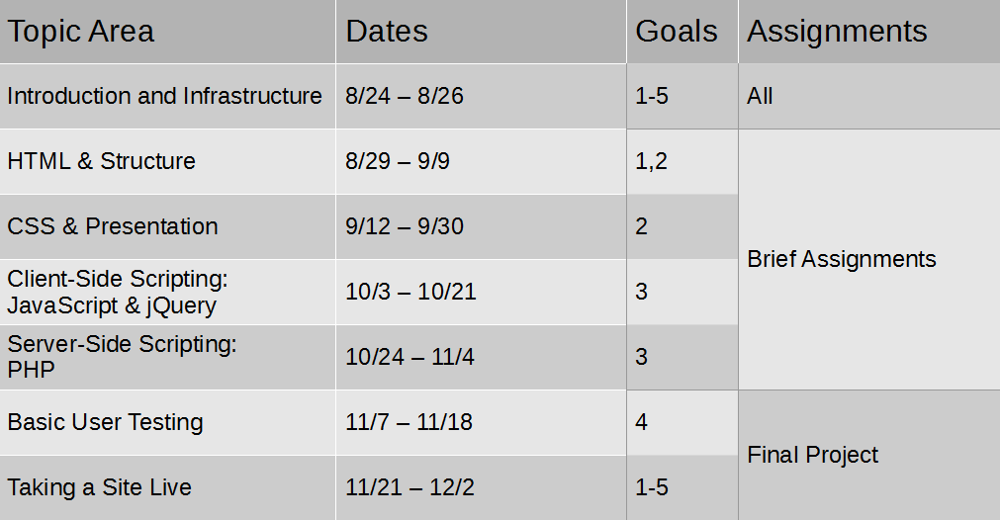 Topic Area Dates Goals Assignments
Introduction and Infrastructure 8/24 – 8/26 1-5 All
HTML & Structure 8/29 – 9/9 1,2
CSS & Presentation 9/12 – 9/30 2
Brief Assignments
Client-Side Scripting:
JavaScript & jQuery 10/3 – 10/21 3
Server-Side Scripting:
PHP 10/24 – 11/4 3
Basic User Testing 11/7 – 11/18 4
Final Project
Taking a Site Live 11/21 – 12/2 1-5